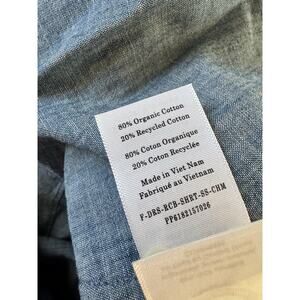 80% Organic Cotton
20% Recycled Cotton
80% Coton Organique
20% Coton Recyclée
Made in Viet Nam
Fabriqué au Vietnam
F-DRS-RCB-SHRT-SS-CHM
PP6182157026